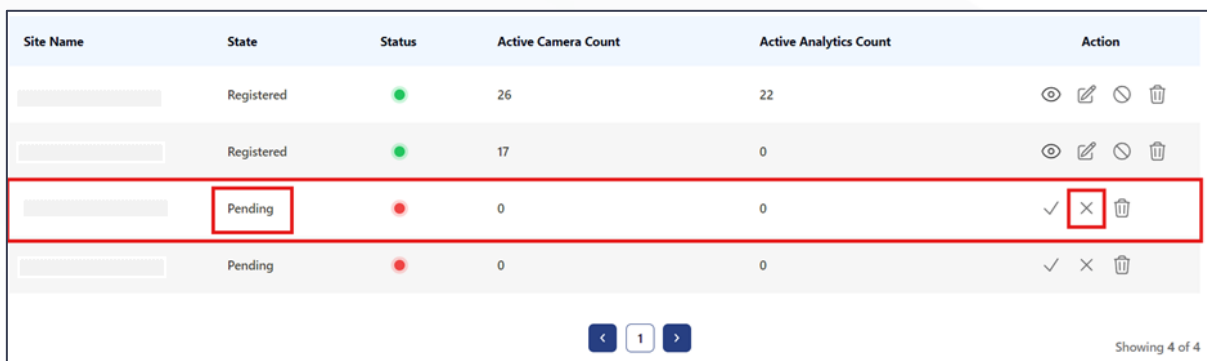 Site Name State Status Active Camera Count Active Analytics Count Action
Registered 26 22
Registered 17 0
Pending 0 0
Pending 0 0
1
Showing 4 of 4